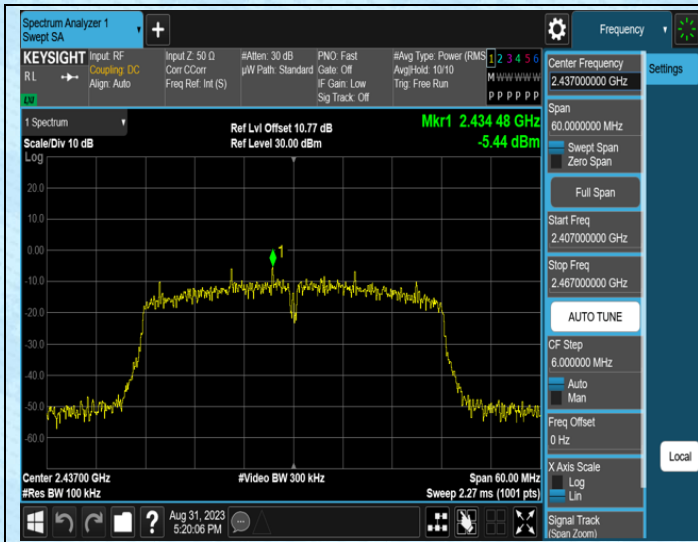 Spectrum Analyzer 1
Swept SA
Frequency
KEYSIGHT
RL
LXI
Input: RF
Coupling: DC
Align: Auto
Input Z: 50 Ω
Corr CCorr
Freq Ref: Int (S)
#Atten: 30 dB
µW Path: Standard
PNO: Fast
Gate: Off
IF Gain: Low
Sig Track: Off
#Avg Type: Power (RMS
Avg|Hold: 10/10
Trig: Free Run
1 2 3 4 5 6
M W W W W W
P P P P P P
1 Spectrum
Scale/Div 10 dB
Log
Ref Lvl Offset 10.77 dB
Ref Level 30.00 dBm
Mkr1 2.434 48 GHz
-5.44 dBm
20.0
10.0
0.00
-10.0
-20.0
-30.0
-40.0
-50.0
-60.0
1
Center 2.43700 GHz
#Res BW 100 kHz
#Video BW 300 kHz
Span 60.00 MHz
Sweep 2.27 ms (1001 pts)
Center Frequency
2.437000000 GHz
Settings
Span
60.0000000 MHz
Swept Span
Zero Span
Full Span
Start Freq
2.407000000 GHz
Stop Freq
2.467000000 GHz
AUTO TUNE
CF Step
6.000000 MHz
Auto
Man
Freq Offset
0 Hz
X Axis Scale
Log
Lin
Local
Signal Track
(Span Zoom)
?
Aug 31, 2023
5:20:06 PM